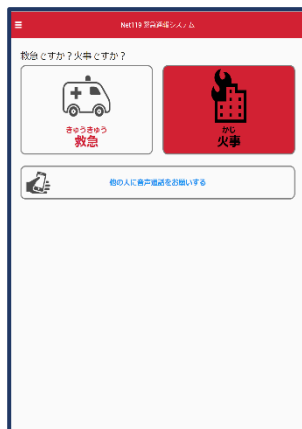 Net119 緊急通報システム
救急ですか？火事ですか？
きゅうきゅう
救急
かじ
火事
他の人に音声通話をお願いする